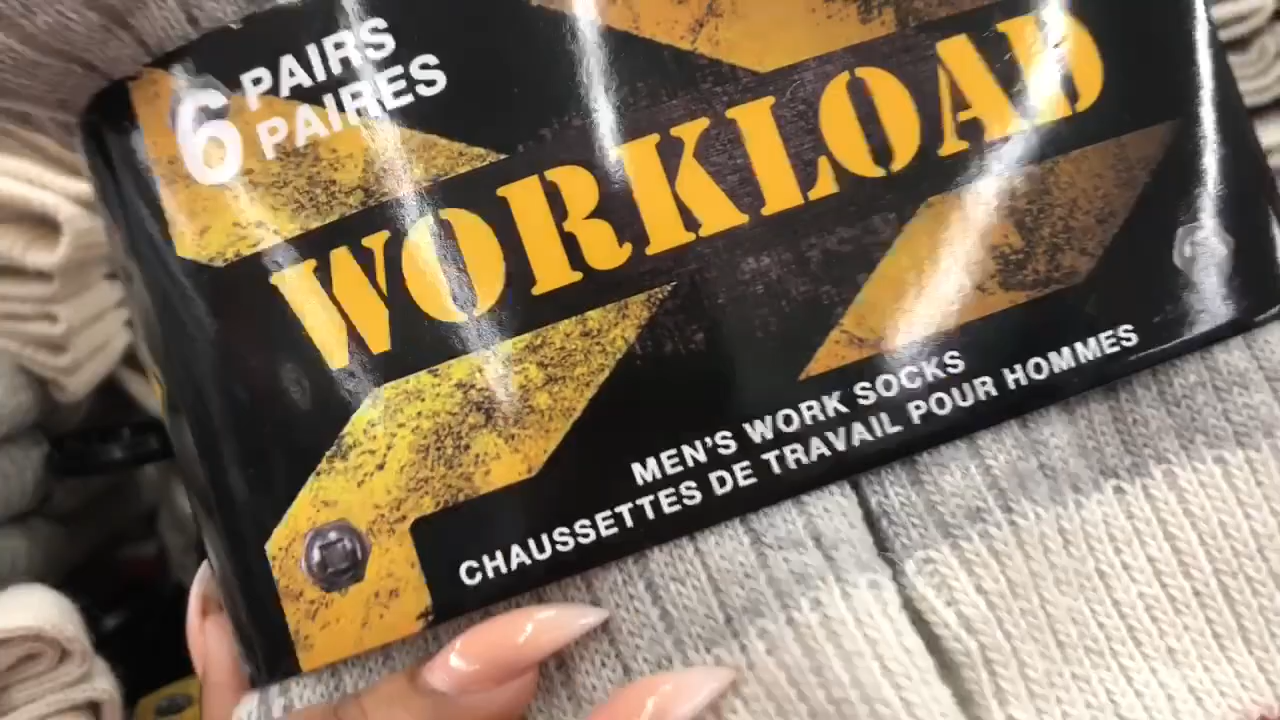 6 PAIRS
PAIRES
WORKLOAD
MEN'S WORK SOCKS
CHAUSSETTES DE TRAVAIL POUR HOMMES